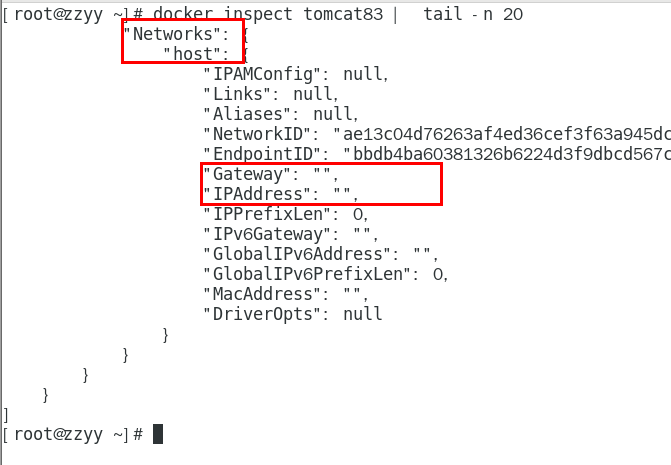 [ root@zzyy ~]# docker inspect tomcat83 |  tail -n 20
"Networks": {
"host": {
"IPAMConfig": null,
"Links": null,
"Aliases": null,
"NetworkID": "ae13c04d76263af4ed36cef3f63a945dc
"EndpointID": "bbdb4ba60381326b6224d3f9dbcd567c
"Gateway": "",
"IPAddress": "",
"IPPrefixLen": 0,
"IPv6Gateway": "",
"GlobalIPv6Address": "",
"GlobalIPv6PrefixLen": 0,
"MacAddress": "",
"DriverOpts": null
}
}
}
}
]
[ root@zzyy ~]#